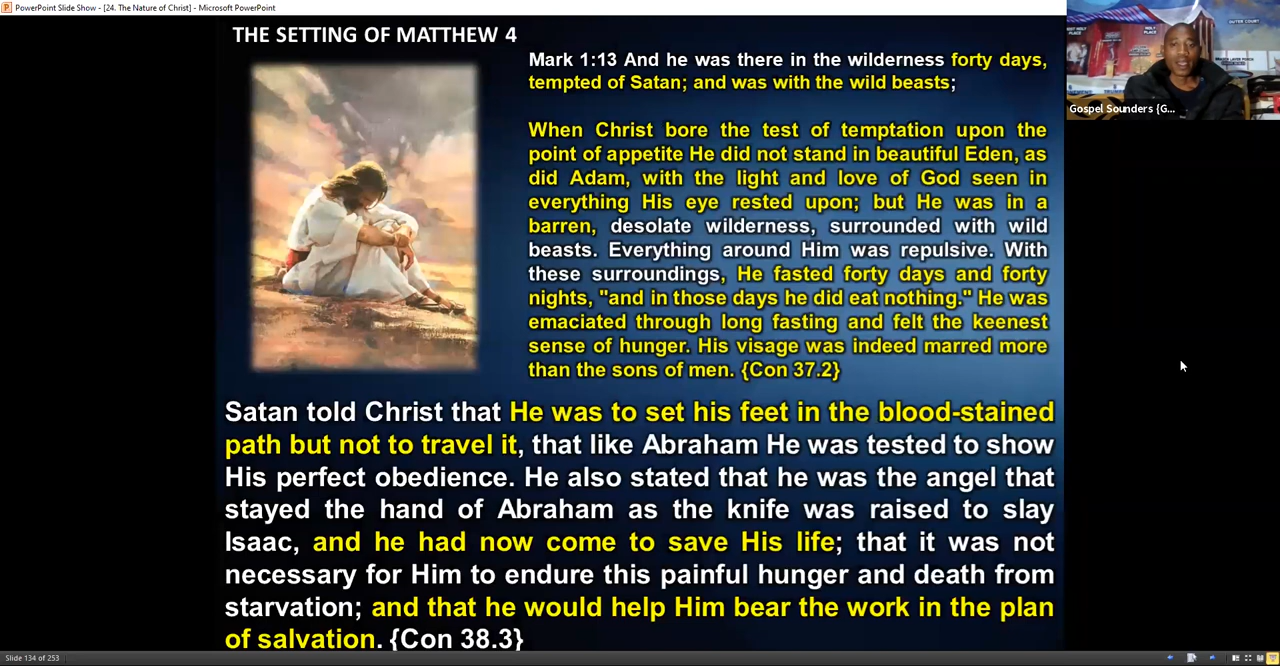 PowerPoint Slide Show - [24. The Nature of Christ] - Microsoft PowerPoint
THE SETTING OF MATTHEW 4
Mark 1:13 And he was there in the wilderness forty days,
tempted of Satan; and was with the wild beasts;
When Christ bore the test of temptation upon the
point of appetite He did not stand in beautiful Eden, as
did Adam, with the light and love of God seen in
everything His eye rested upon; but He was in a
barren, desolate wilderness, surrounded with wild
beasts. Everything around Him was repulsive. With
these surroundings, He fasted forty days and forty
nights, "and in those days he did eat nothing." He was
emaciated through long fasting and felt the keenest
sense of hunger. His visage was indeed marred more
than the sons of men. {Con 37.2}
Satan told Christ that He was to set his feet in the blood-stained
path but not to travel it, that like Abraham He was tested to show
His perfect obedience. He also stated that he was the angel that
stayed the hand of Abraham as the knife was raised to slay
Isaac, and he had now come to save His life; that it was not
necessary for Him to endure this painful hunger and death from
starvation; and that he would help Him bear the work in the plan
of salvation. {Con 38.3}
OUTER COURT
HOLY
PLACE
Gospel Sounders {G...
Slide 134 of 253